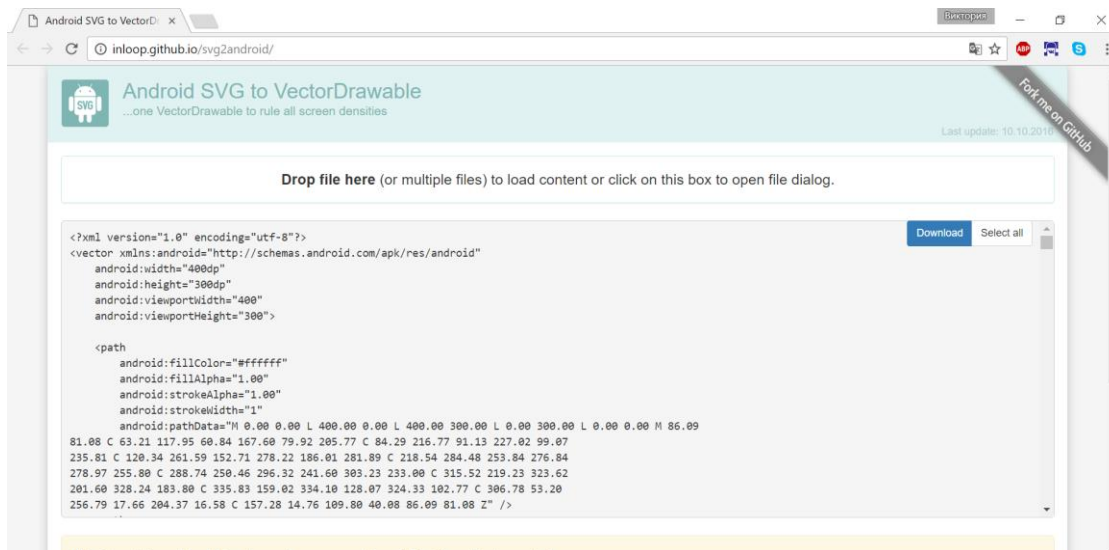 Android SVG to VectorD
Виктория
inloop.github.io/svg2android/
ABP
S
SVG
Android SVG to VectorDrawable
...one VectorDrawable to rule all screen densities
Fork me on GitHub
Last update: 10.10.2016
Drop file here (or multiple files) to load content or click on this box to open file dialog.
Download Select all
<?xml version="1.0" encoding="utf-8"?>
<vector xmlns:android="http://schemas.android.com/apk/res/android"
android:width="400dp"
android:height="300dp"
android:viewportWidth="400"
android:viewportHeight="300">
<path
android:fillColor="#ffffff"
android:fillAlpha="1.00"
android:strokeAlpha="1.00"
android:strokeWidth="1"
android:pathData="M 0.00 0.00 L 400.00 0.00 L 400.00 300.00 L 0.00 300.00 L 0.00 0.00 M 86.09
81.08 C 63.21 117.95 60.84 167.60 79.92 205.77 C 84.29 216.77 91.13 227.02 99.07
235.81 C 120.34 261.59 152.71 278.22 186.01 281.89 C 218.54 284.48 253.84 276.84
278.97 255.80 C 288.74 250.46 296.32 241.60 303.23 233.00 C 315.52 219.23 323.62
201.60 328.24 183.80 C 335.83 159.02 334.10 128.07 324.33 102.77 C 306.78 53.20
256.79 17.66 204.37 16.58 C 157.28 14.76 109.80 40.08 86.09 81.08 Z" />